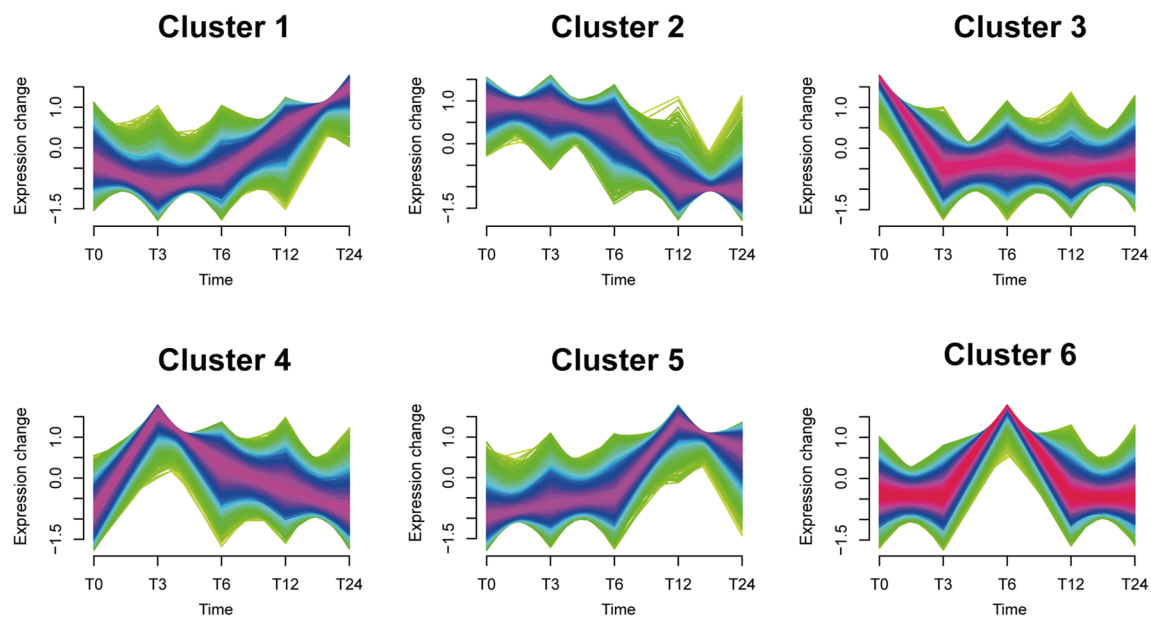 Cluster 1
Expression change
1.0
0.0
−1.5
T0 T3 T6 T12 T24
Time
Cluster 2
Expression change
1.0
0.0
−1.5
T0 T3 T6 T12 T24
Time
Cluster 3
Expression change
1.0
0.0
−1.5
T0 T3 T6 T12 T24
Time
Cluster 4
Expression change
1.0
0.0
−1.5
T0 T3 T6 T12 T24
Time
Cluster 5
Expression change
1.0
0.0
−1.5
T0 T3 T6 T12 T24
Time
Cluster 6
Expression change
1.0
0.0
−1.5
T0 T3 T6 T12 T24
Time